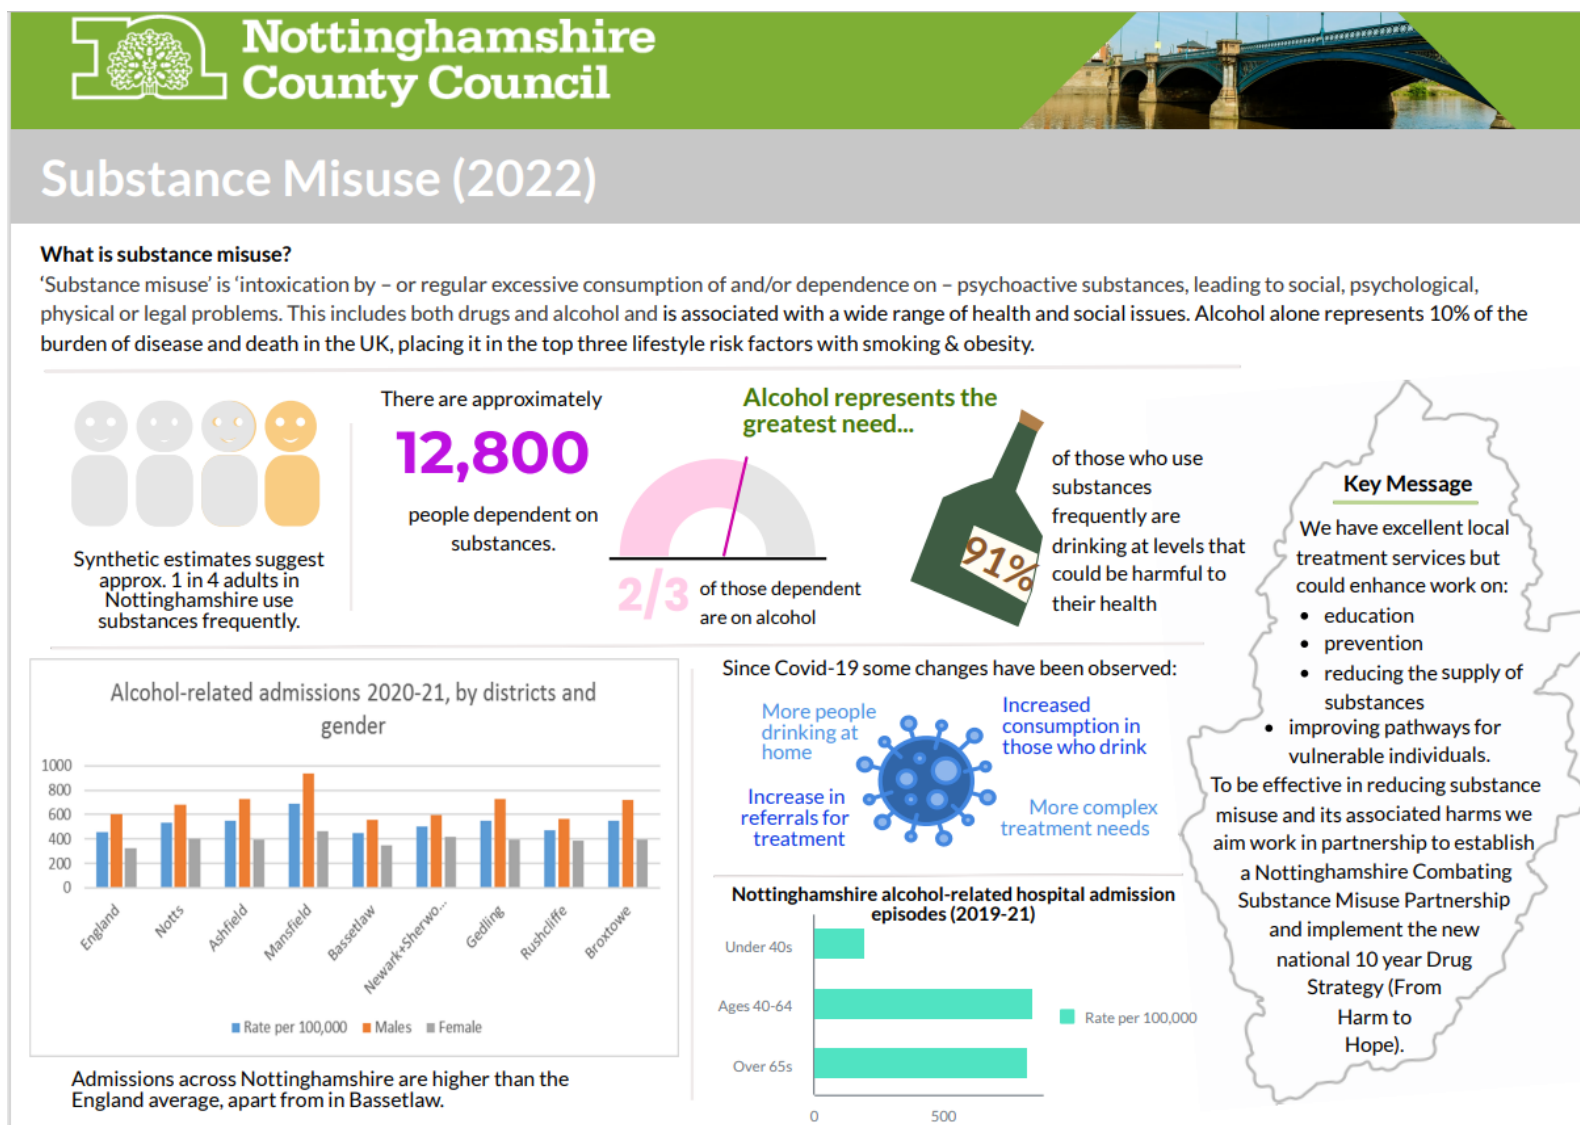 Nottinghamshire
County Council
Substance Misuse (2022)
What is substance misuse?
‘Substance misuse’ is ‘intoxication by – or regular excessive consumption of and/or dependence on – psychoactive substances, leading to social, psychological,
physical or legal problems. This includes both drugs and alcohol and is associated with a wide range of health and social issues. Alcohol alone represents 10% of the
burden of disease and death in the UK, placing it in the top three lifestyle risk factors with smoking & obesity.
Synthetic estimates suggest
approx. 1 in 4 adults in
Nottinghamshire use
substances frequently.
There are approximately
12,800
people dependent on
substances.
Alcohol represents the
greatest need...
2/3
of those dependent
are on alcohol
91%
of those who use
substances
frequently are
drinking at levels that
could be harmful to
their health
Key Message
We have excellent local
treatment services but
could enhance work on:
• education
• prevention
• reducing the supply of
substances
• improving pathways for
vulnerable individuals.
To be effective in reducing substance
misuse and its associated harms we
aim work in partnership to establish
a Nottinghamshire Combating
Substance Misuse Partnership
and implement the new
national 10 year Drug
Strategy (From
Harm to
Hope).
Alcohol-related admissions 2020-21, by districts and
gender
1000
800
600
400
200
0
England
Notts
Ashfield
Mansfield
Bassetlaw
Newark+Sherwo...
Gedling
Rushcliffe
Broxtowe
Rate per 100,000 Males Female
Admissions across Nottinghamshire are higher than the
England average, apart from in Bassetlaw.
Since Covid-19 some changes have been observed:
More people
drinking at
home
Increased
consumption in
those who drink
Increase in
referrals for
treatment
More complex
treatment needs
Nottinghamshire alcohol-related hospital admission
episodes (2019-21)
Under 40s
Ages 40-64
Over 65s
0 500
Rate per 100,000